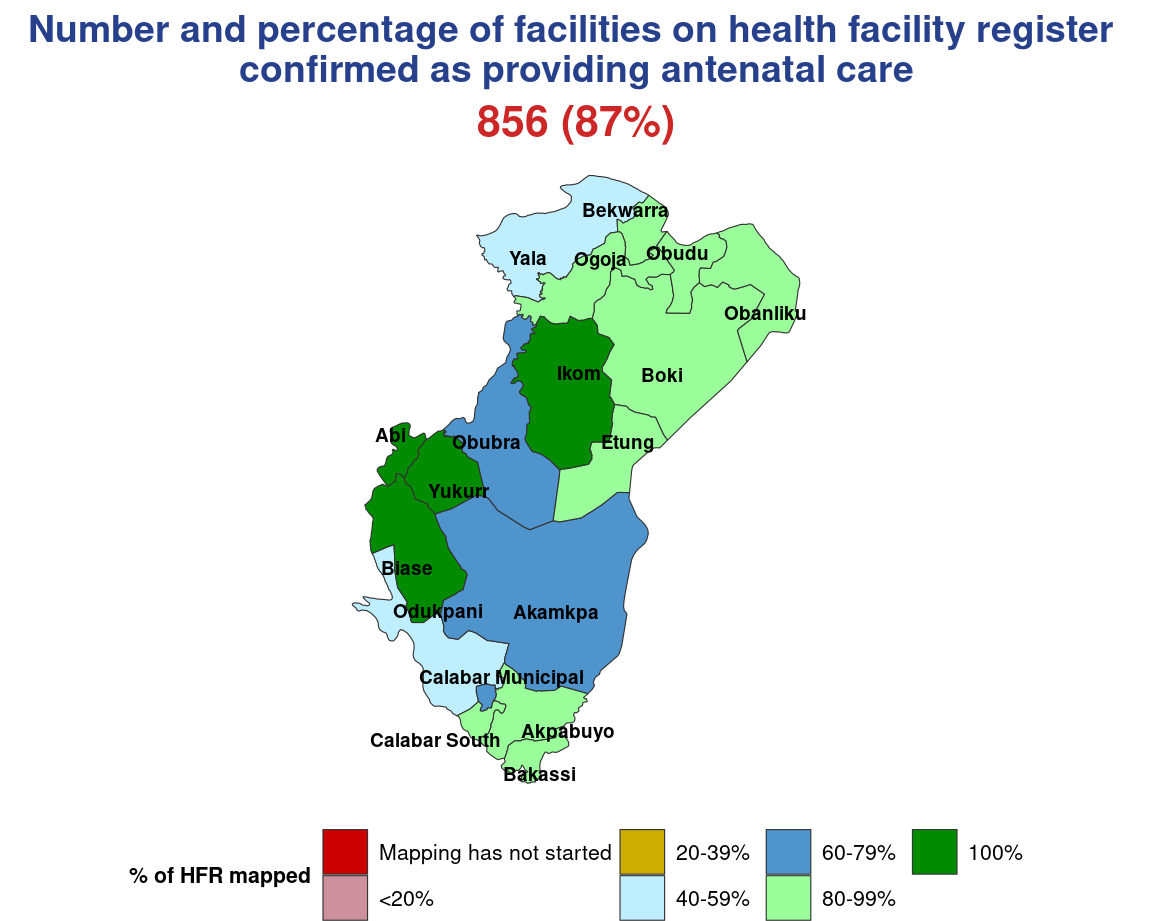 Number and percentage of facilities on health facility register
confirmed as providing antenatal care
856 (87%)
Bekwarra
Yala
Ogoja
Obudu
Obanliku
Ikom
Boki
Abi
Obubra
Etung
Yukurr
Biase
Odukpani
Akamkpa
Calabar Municipal
Akpabuyo
Calabar South
Bakassi
% of HFR mapped
Mapping has not started
<20%
20-39%
40-59%
60-79%
80-99%
100%